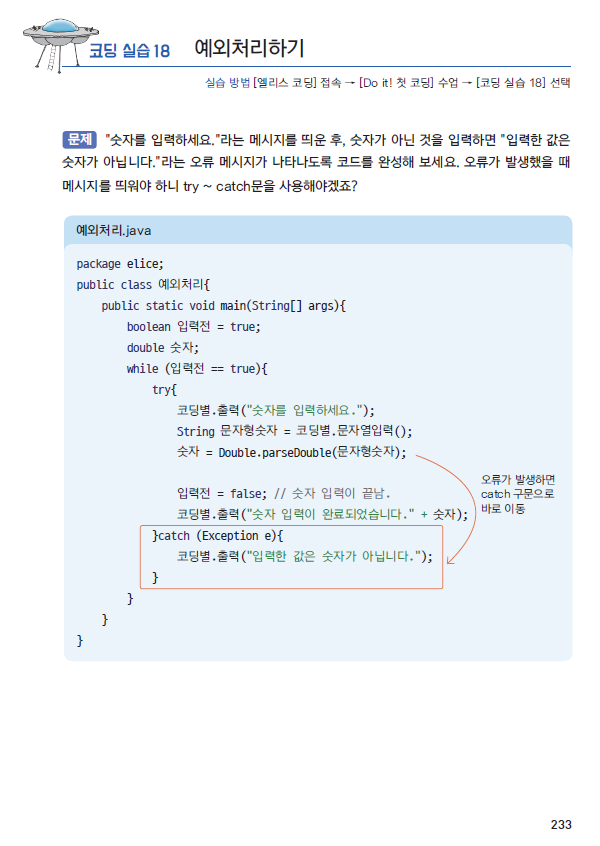 코딩 실습 18 예외처리하기
실습 방법 [엘리스 코딩] 접속 → [Do it! 첫 코딩] 수업 → [코딩 실습 18] 선택
문제 "숫자를 입력하세요."라는 메시지를 띄운 후, 숫자가 아닌 것을 입력하면 "입력한 값은
숫자가 아닙니다."라는 오류 메시지가 나타나도록 코드를 완성해 보세요. 오류가 발생했을 때
메시지를 띄워야 하니 try ~ catch문을 사용해야겠죠?
예외처리.java
package elice;
public class 예외처리{
public static void main(String[] args){
boolean 입력전 = true;
double 숫자;
while (입력전 == true){
try{
코딩별.출력("숫자를 입력하세요.");
String 문자형숫자 = 코딩별.문자열입력();
숫자 = Double.parseDouble(문자형숫자);
입력전 = false; // 숫자 입력이 끝남.
코딩별.출력("숫자 입력이 완료되었습니다." + 숫자);
}catch (Exception e){
코딩별.출력("입력한 값은 숫자가 아닙니다.");
}
}
}
}
오류가 발생하면
catch 구문으로
바로 이동
233